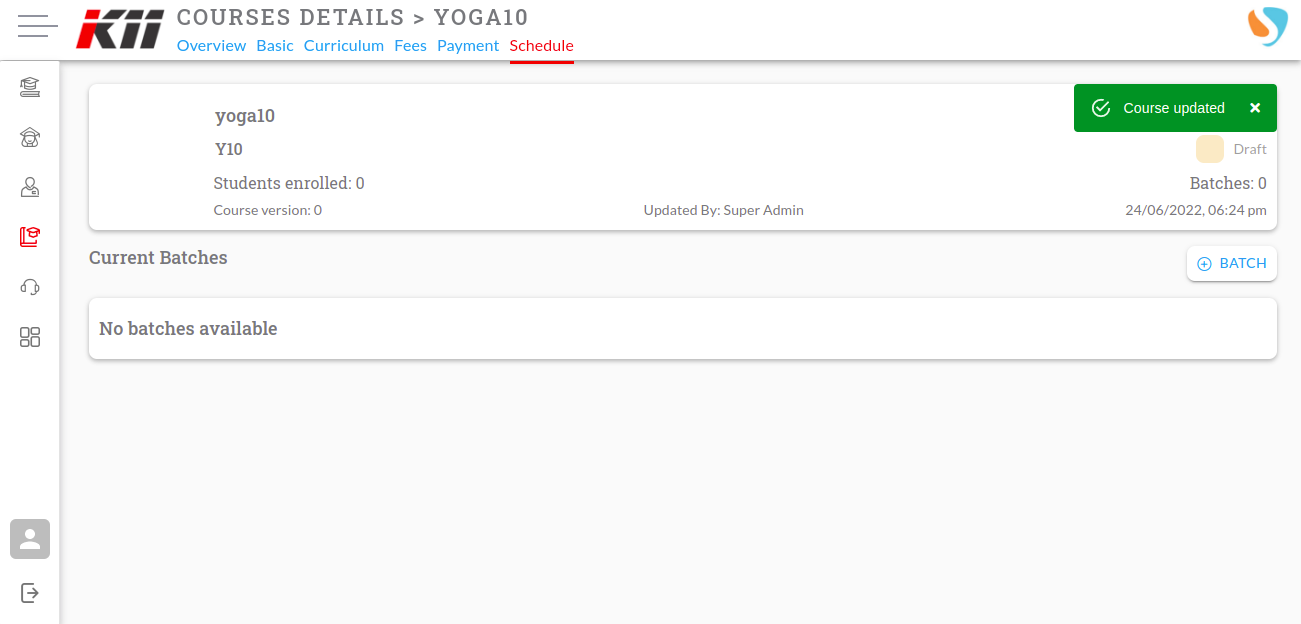 KTI
COURSES DETAILS > YOGA10
Overview Basic Curriculum Fees Payment Schedule
Course updated
yoga10
Y10
Draft
Students enrolled: 0
Batches: 0
Course version: 0
Updated By: Super Admin
24/06/2022, 06:24 pm
Current Batches
BATCH
No batches available